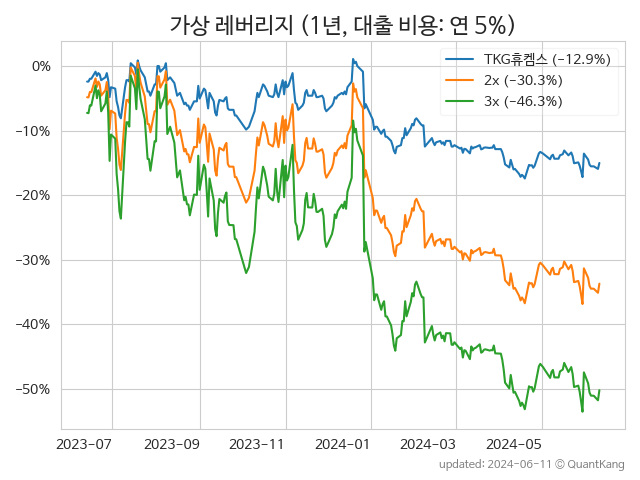 가상 레버리지 (1년, 대출 비용: 연 5%)
TKG휴켐스 (−12.9%)
2x (−30.3%)
3x (−46.3%)
0%
−10%
−20%
−30%
−40%
−50%
2023-07 2023-09 2023-11 2024-01 2024-03 2024-05
updated: 2024-06-11 © QuantKang